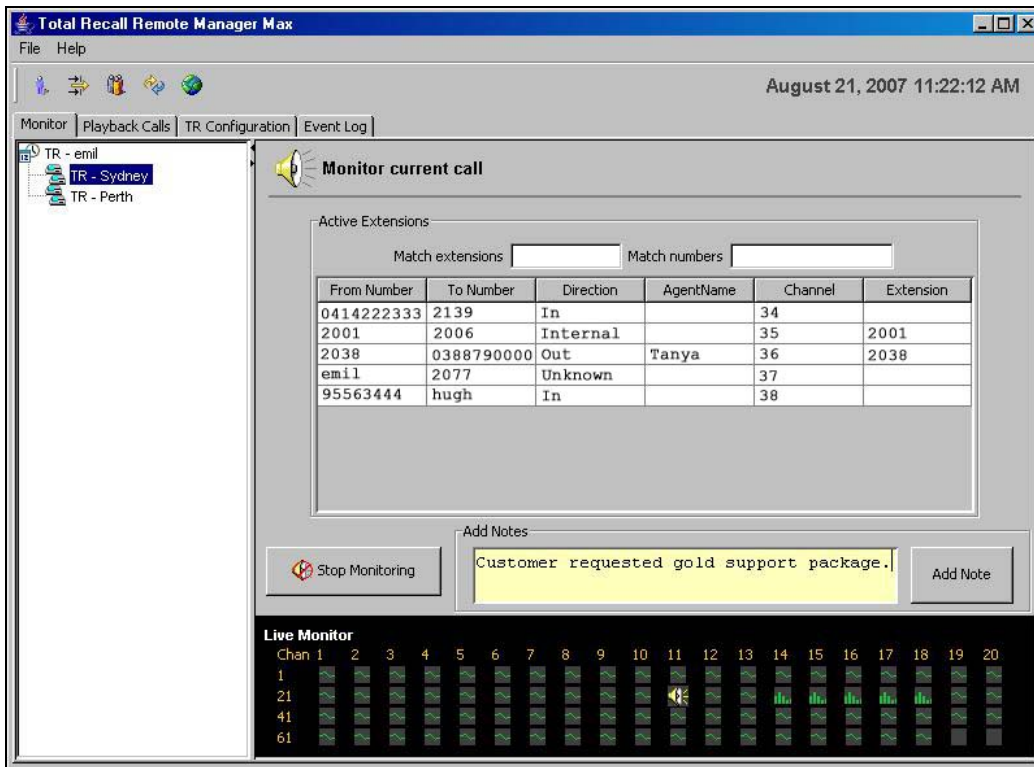 Total Recall Remote Manager Max
File Help
August 21, 2007 11:22:12 AM
Monitor Playback Calls TR Configuration Event Log
TR - emil
TR - Sydney
TR - Perth
Monitor current call
Active Extensions
Match extensions Match numbers
From Number To Number Direction AgentName Channel Extension
0414222333 2139 In 34
2001 2006 Internal 35 2001
2038 0388790000 Out Tanya 36 2038
emil 2077 Unknown 37
95563444 hugh In 38
Add Notes
Stop Monitoring
Customer requested gold support package.
Add Note
Live Monitor
Chan 1 2 3 4 5 6 7 8 9 10 11 12 13 14 15 16 17 18 19 20
1
21
41
61